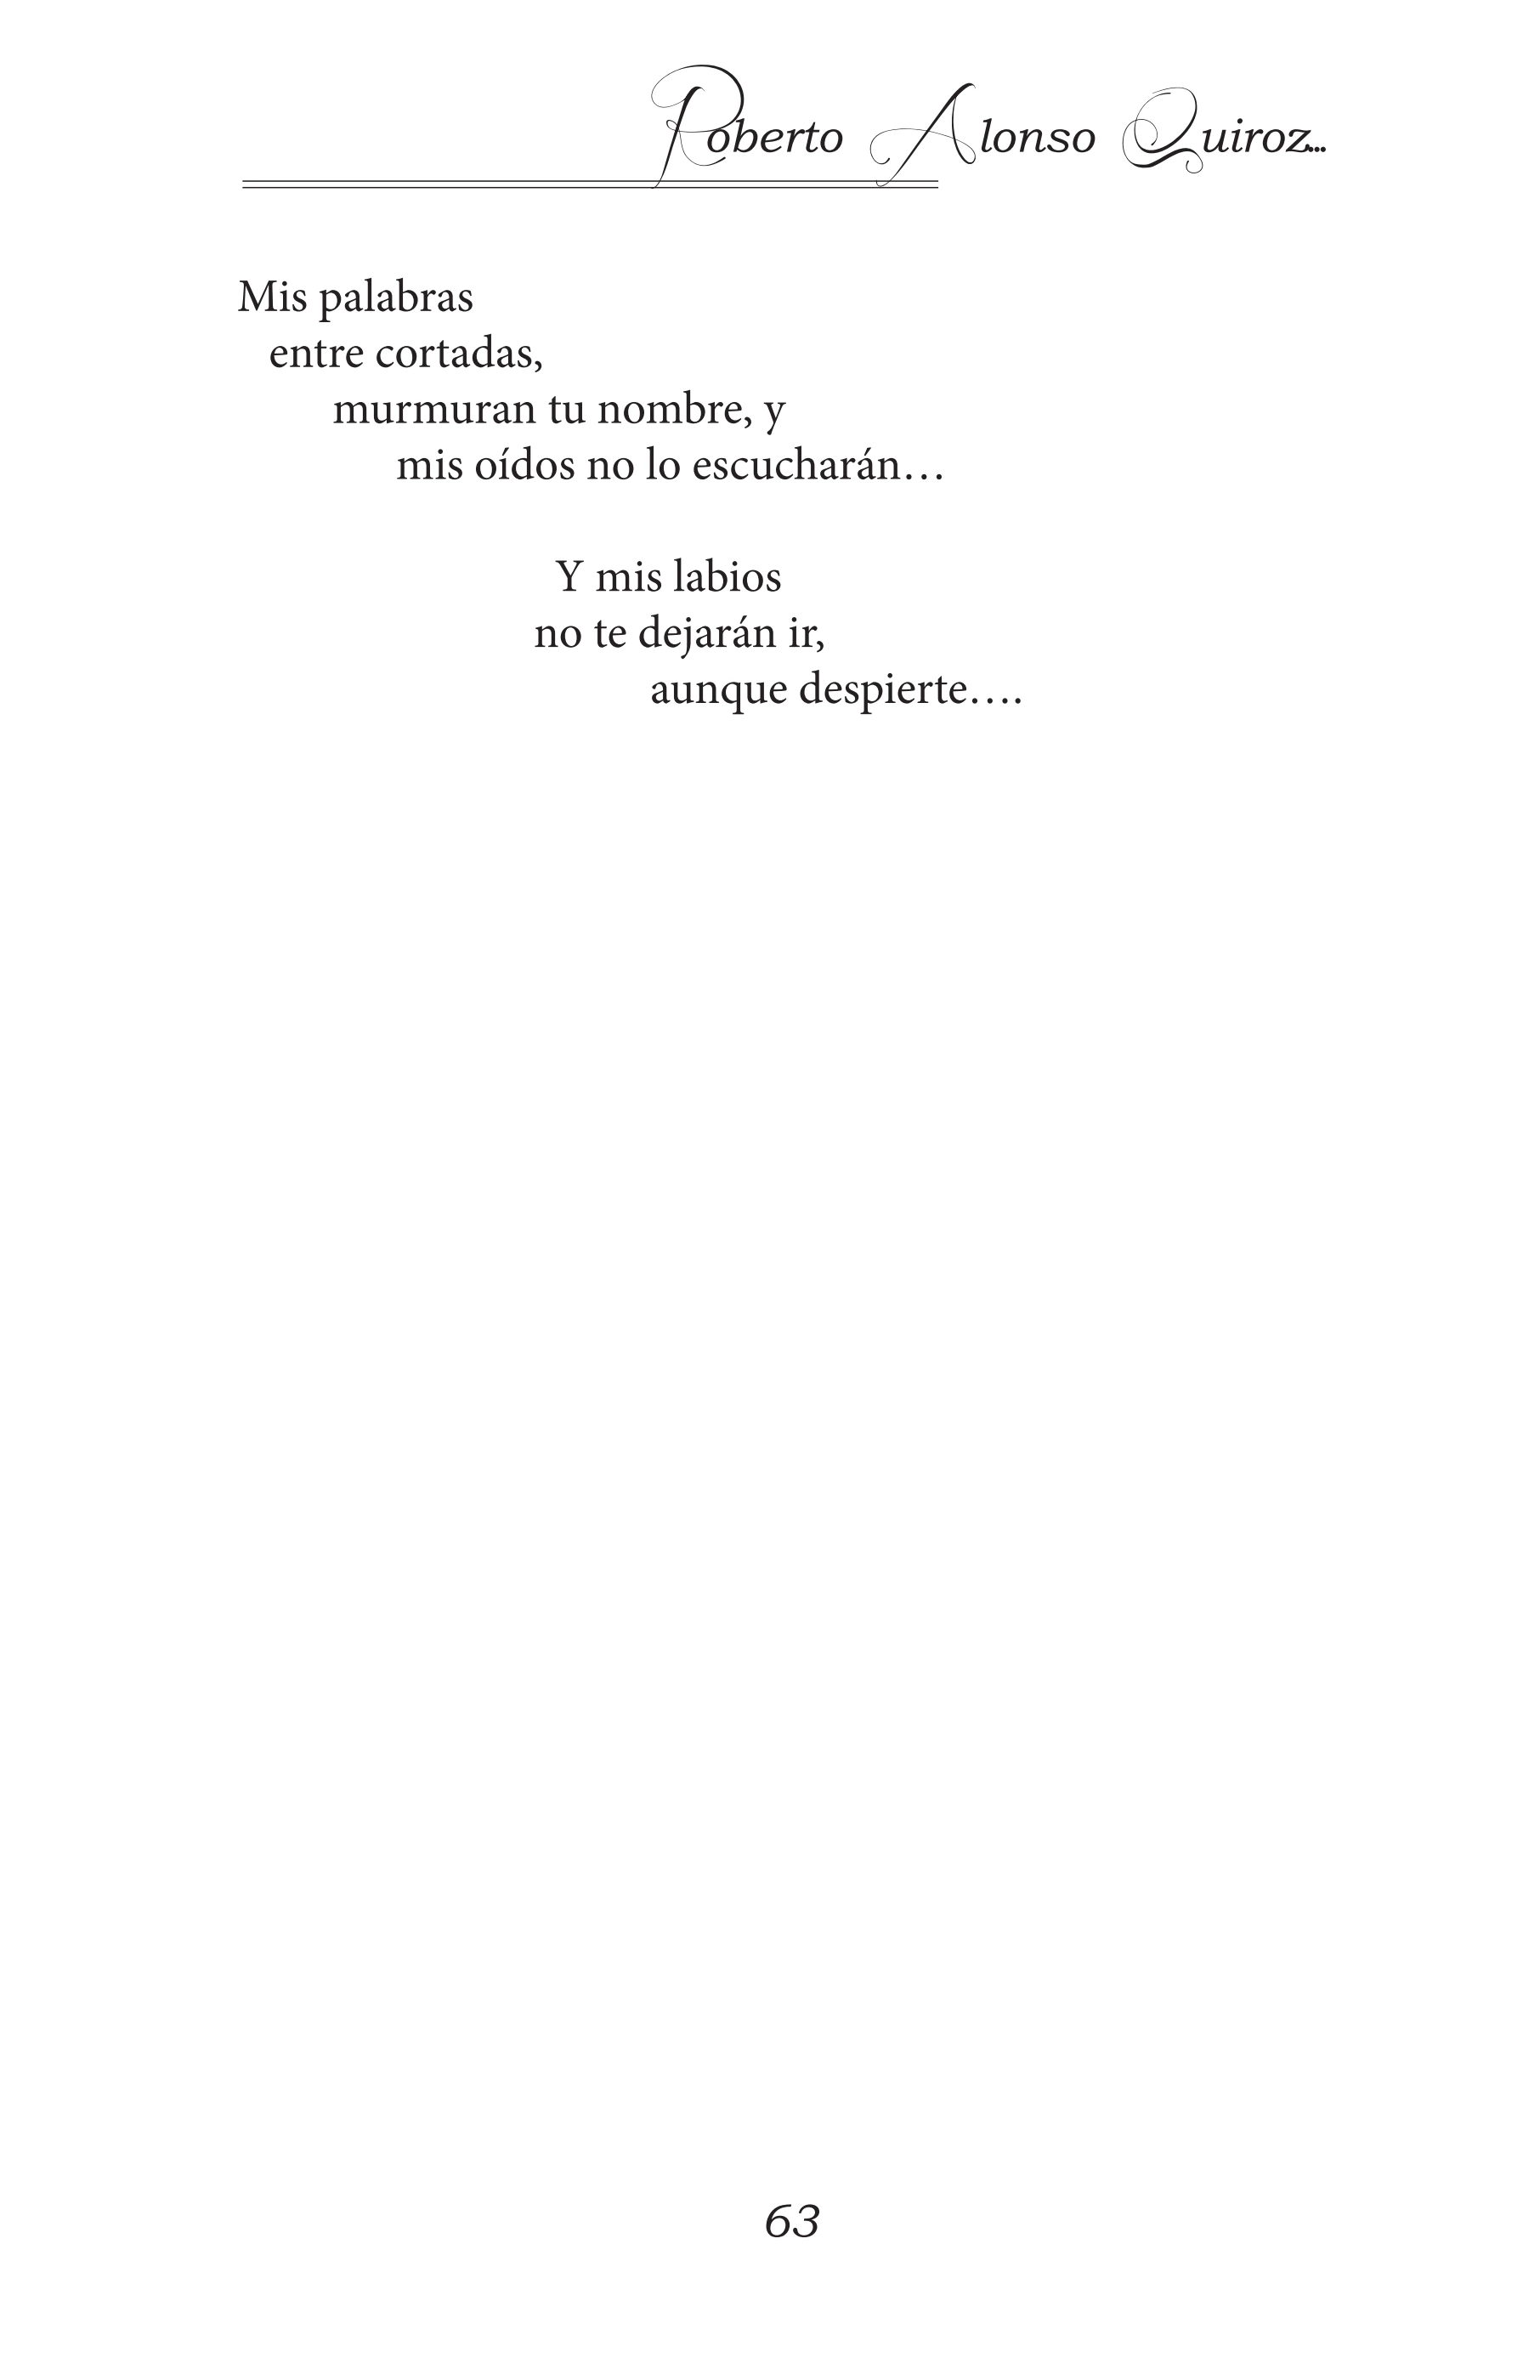 Roberto Alonso Quiroz...
Mis palabras
entre cortadas,
murmuran tu nombre, y
mis oídos no lo escucharán…
Y mis labios
no te dejarán ir,
aunque despierte….
63